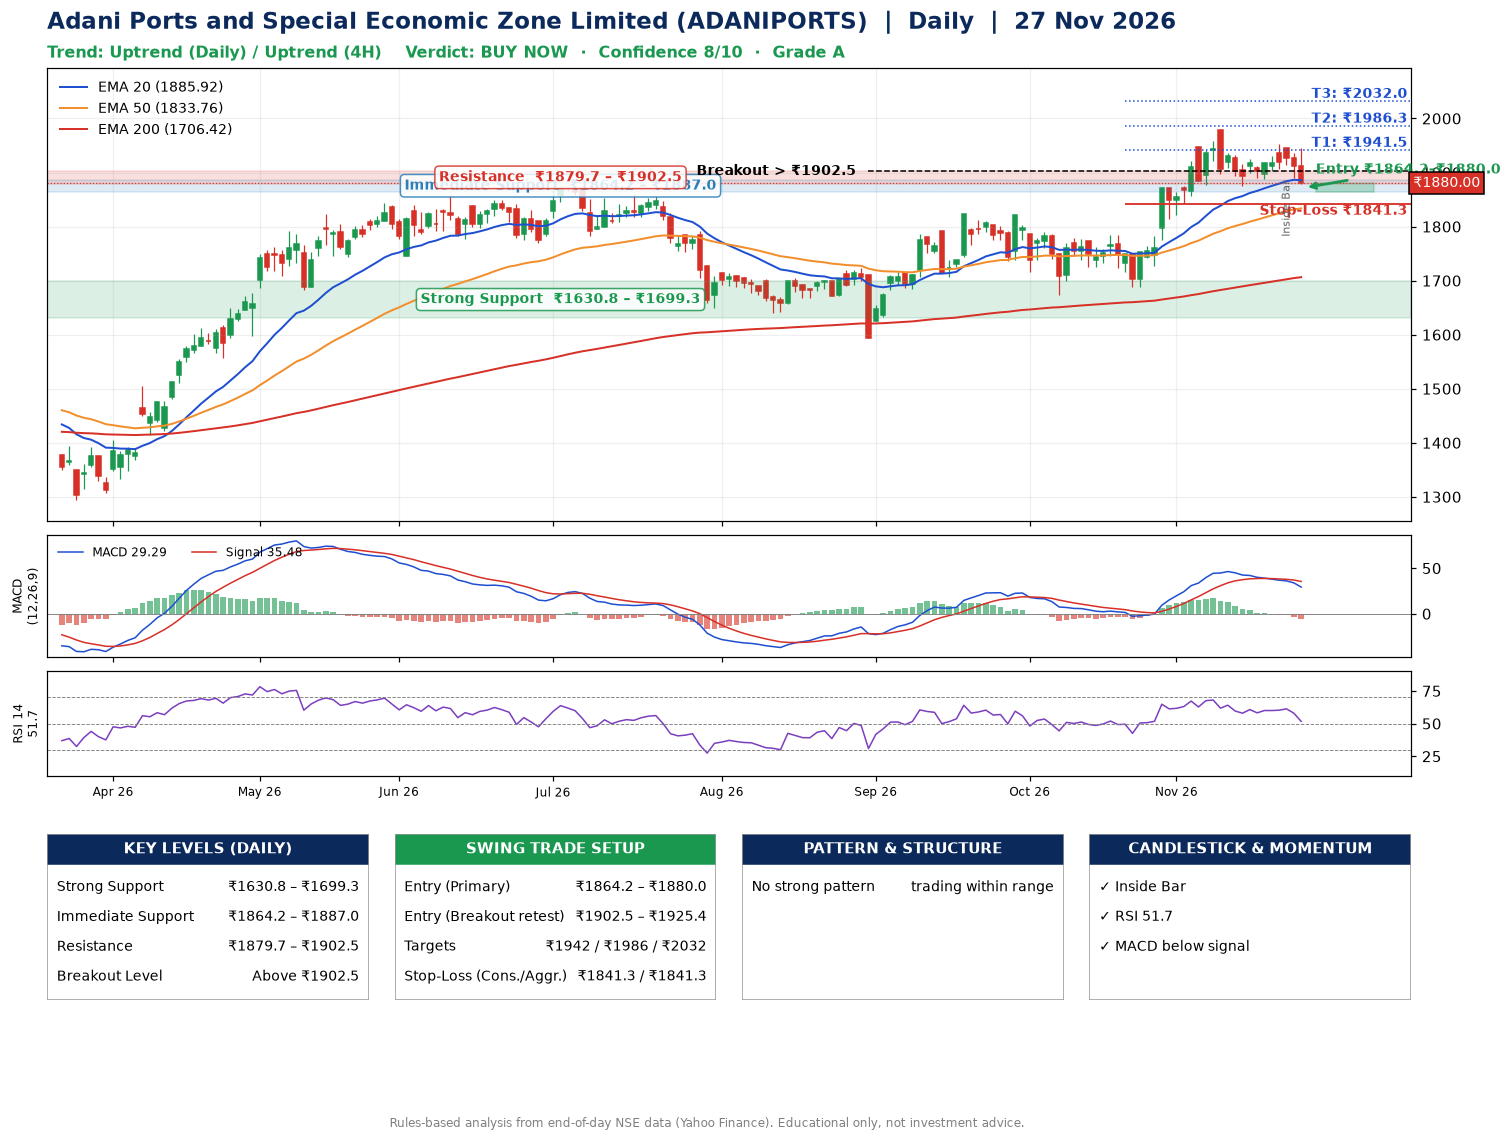 Adani Ports and Special Economic Zone Limited (ADANIPORTS) | Daily | 27 Nov 2026
Trend: Uptrend (Daily) / Uptrend (4H) Verdict: BUY NOW · Confidence 8/10 · Grade A
EMA 20 (1885.92)
EMA 50 (1833.76)
EMA 200 (1706.42)
T3: ₹2032.0
T2: ₹1986.3
T1: ₹1941.5
Breakout > ₹1902.5
Entry ₹1864.2–₹1880.0
Resistance ₹1879.7 – ₹1902.5
₹1880.00
Stop-Loss ₹1841.3
Inside Bar
Strong Support ₹1630.8 – ₹1699.3
2000
1800
1700
1600
1500
1400
1300
MACD 29.29 Signal 35.48
MACD
(12,26,9)
50
0
RSI 14
51.7
75
50
25
Apr 26 May 26 Jun 26 Jul 26 Aug 26 Sep 26 Oct 26 Nov 26
KEY LEVELS (DAILY)
Strong Support ₹1630.8 – ₹1699.3
Immediate Support ₹1864.2 – ₹1887.0
Resistance ₹1879.7 – ₹1902.5
Breakout Level Above ₹1902.5
SWING TRADE SETUP
Entry (Primary) ₹1864.2 – ₹1880.0
Entry (Breakout retest) ₹1902.5 – ₹1925.4
Targets ₹1942 / ₹1986 / ₹2032
Stop-Loss (Cons./Aggr.) ₹1841.3 / ₹1841.3
PATTERN & STRUCTURE
No strong pattern trading within range
CANDLESTICK & MOMENTUM
✓ Inside Bar
✓ RSI 51.7
✓ MACD below signal
Rules-based analysis from end-of-day NSE data (Yahoo Finance). Educational only, not investment advice.